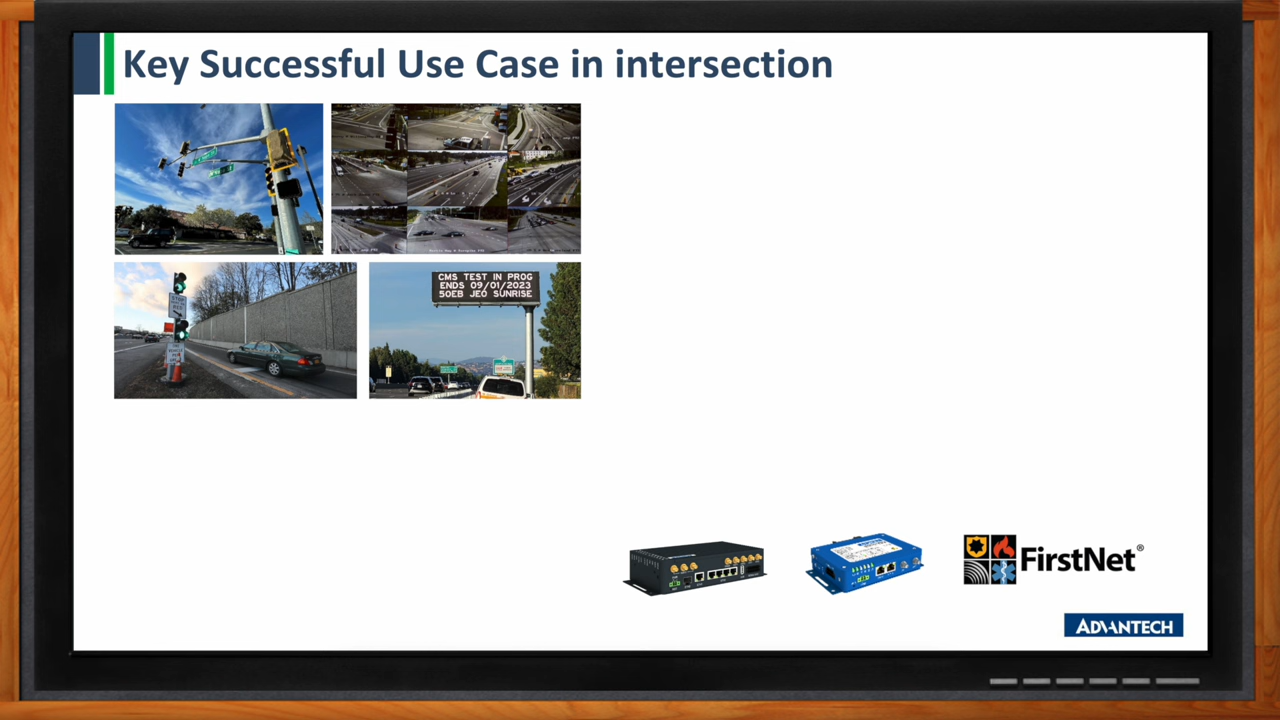 Key Successful Use Case in intersection
CMS TEST IN PROG
ENDS 09/01/2023
50EB JEO SUNRISE
FirstNet®
ADVANTECH